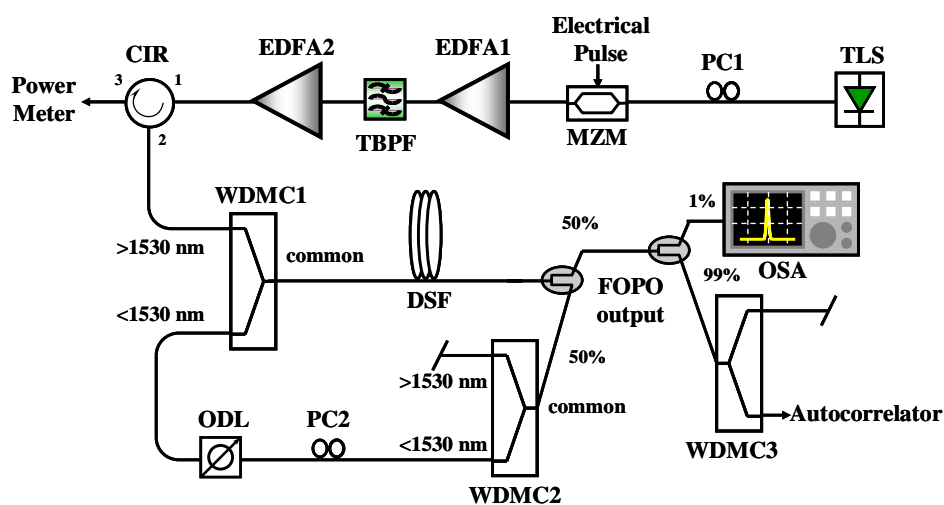 Electrical
Pulse
CIR
EDFA2
EDFA1
PC1
TLS
3
1
2
Power
Meter
TBPF
MZM
WDMC1
>1530 nm
common
<1530 nm
DSF
50%
1%
OSA
99%
FOPO
output
50%
>1530 nm
common
<1530 nm
ODL
PC2
WDMC2
Autocorrelator
WDMC3